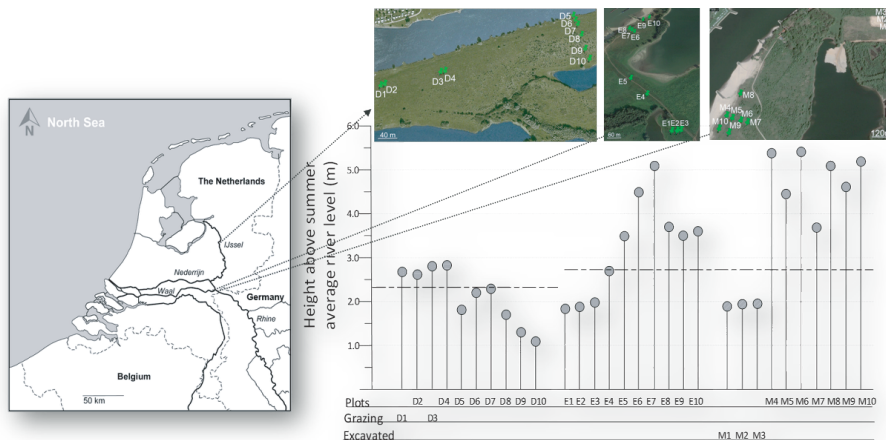 N
North Sea
The Netherlands
IJssel
Nederrijn
Waal
Germany
Rhine
Belgium
50 km
D5
D6
D7
D8
D9
D10
D3 D4
D1 D2
40 m
E10
E9
E8
E7 E6
E5
E4
E1E2E3
60 m
M3
M8
M4 M5
M6
M10 M9 M7
120m
Height above summer
average river level (m)
6.0
5.0
4.0
3.0
2.0
1.0
Plots D2 D4 D5 D6 D7 D8 D9 D10 E1 E2 E3 E4 E5 E6 E7 E8 E9 E10 M4 M5 M6 M7 M8 M9 M10
Grazing D1 D3
Excavated M1 M2 M3